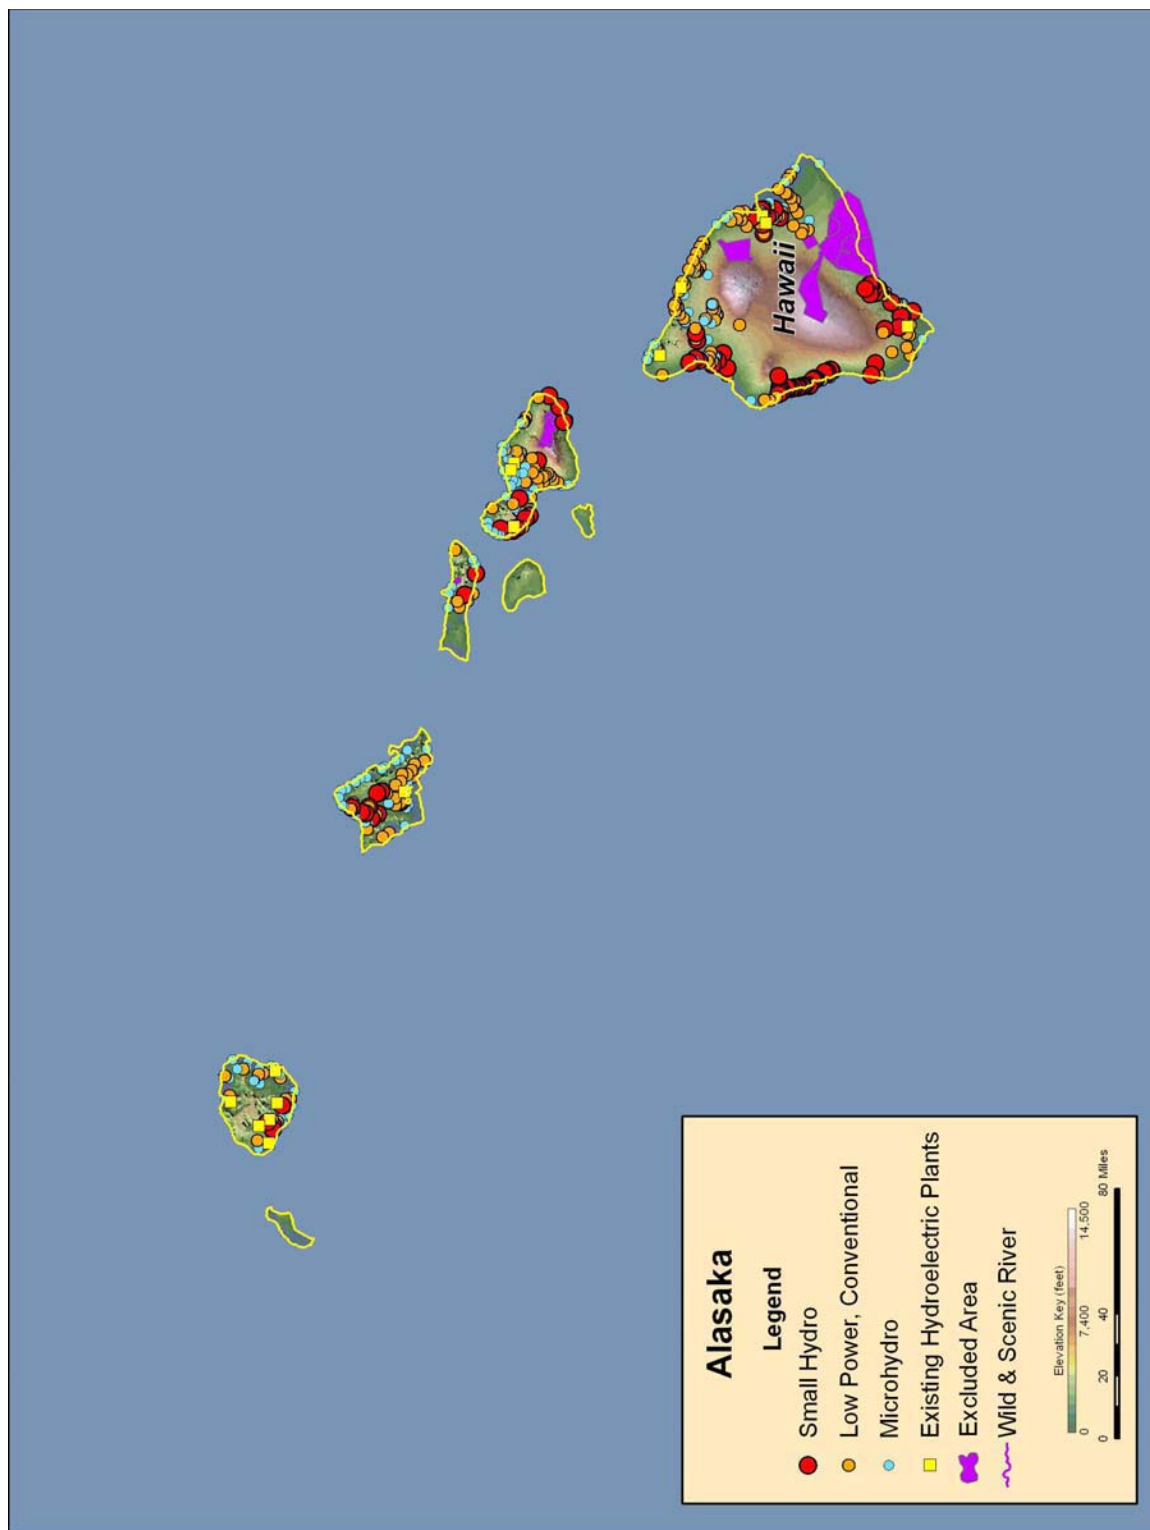 Hawaii
Alasaka
Legend
Small Hydro
Low Power, Conventional
Microhydro
Existing Hydroelectric Plants
Excluded Area
Wild & Scenic River
Elevation Key (feet)
0 7,400 14,500
0 20 40 80 Miles